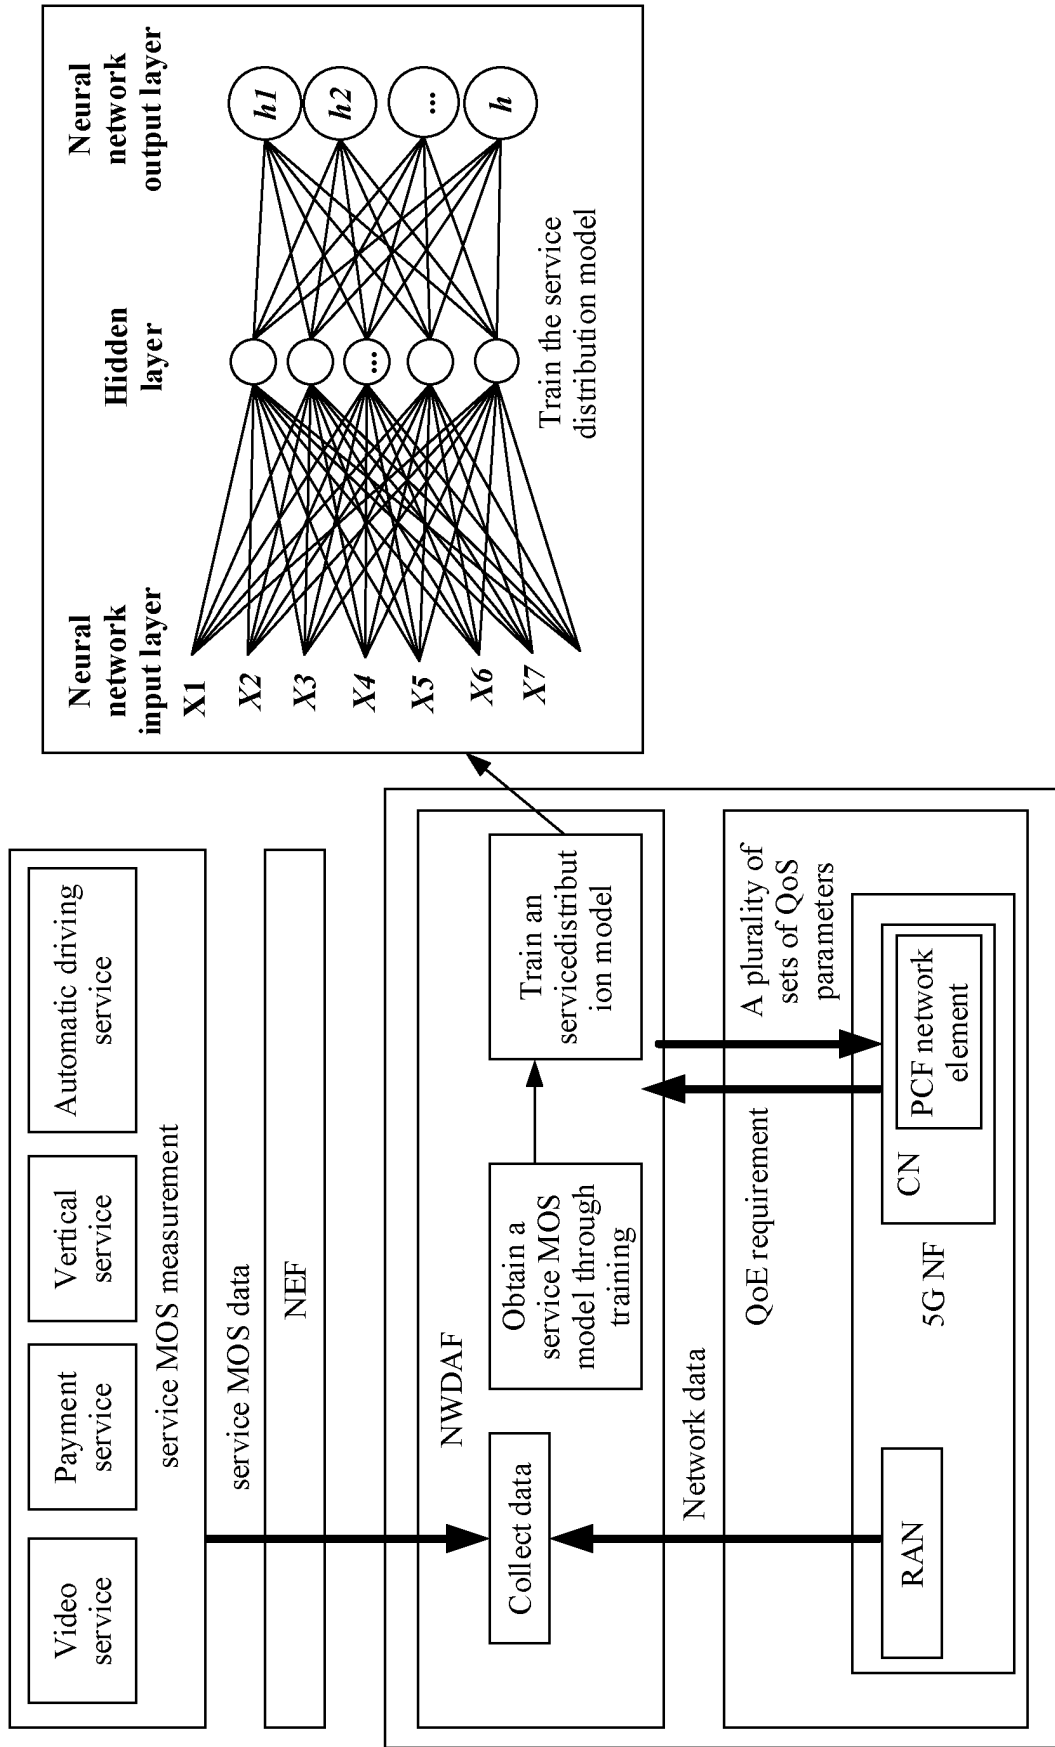 Video
service
Payment
service
Vertical
service
Automatic driving
service
service MOS measurement
service MOS data
NEF
NWDAF
Collect data
Obtain a
service MOS
model through
training
Train an
servicedistribut
ion model
Network data
QoE requirement
A plurality of
sets of QoS
parameters
RAN
5G NF
CN
PCF network
element
Neural
network
input layer
Hidden
layer
Neural
network
output layer
X1
X2
X3
X4
X5
X6
X7
...
h1
h2
...
h
Train the service
distribution model